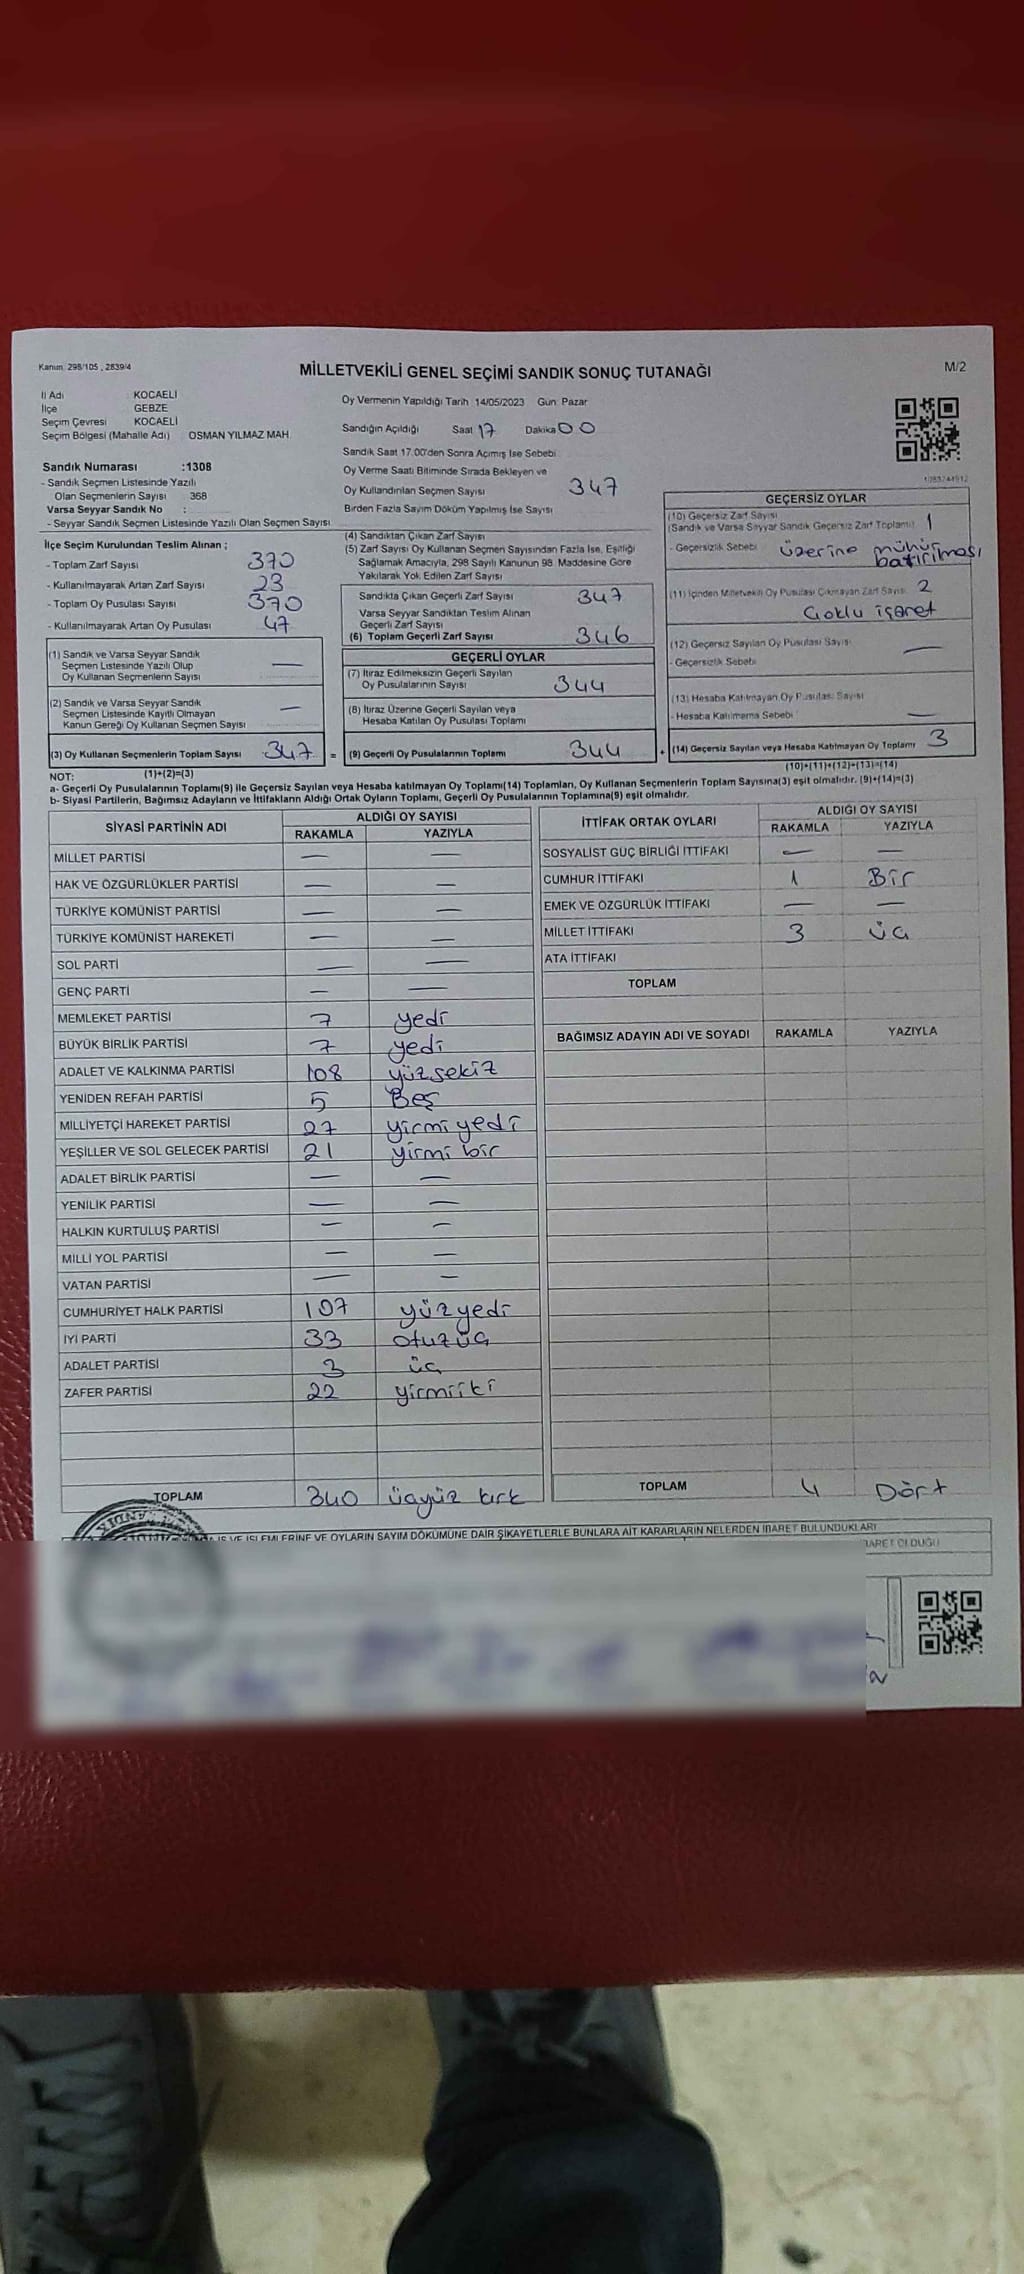 Kanun: 298/105 , 2839/4
MİLLETVEKİLİ GENEL SEÇİMİ SANDIK SONUÇ TUTANAĞI
M/2
İl Adı : KOCAELİ
İlçe : GEBZE
Seçim Çevresi : KOCAELİ
Seçim Bölgesi (Mahalle Adı) : OSMAN YILMAZ MAH.
Sandık Numarası :1308
- Sandık Seçmen Listesinde Yazılı
Olan Seçmenlerin Sayısı : 368
Varsa Seyyar Sandık No :
- Seyyar Sandık Seçmen Listesinde Yazılı Olan Seçmen Sayısı
Oy Vermenin Yapıldığı Tarih : 14/05/2023 Gün: Pazar
Sandığın Açıldığı Saat 17 Dakika 00
Sandık Saat 17.00'den Sonra Açımış İse Sebebi
Oy Verme Saati Bitiminde Sırada Bekleyen ve
Oy Kullandırılan Seçmen Sayısı 347
Birden Fazla Sayım Döküm Yapılmış İse Sayısı
İlçe Seçim Kurulundan Teslim Alınan ;
- Toplam Zarf Sayısı 370
- Kullanılmayarak Artan Zarf Sayısı 23
- Toplam Oy Pusulası Sayısı 370
- Kullanılmayarak Artan Oy Pusulası 47
(1) Sandık ve Varsa Seyyar Sandık
Seçmen Listesinde Yazılı Olup
Oy Kullanan Seçmenlerin Sayısı —
(2) Sandık ve Varsa Seyyar Sandık
Seçmen Listesinde Kayıtlı Olmayan
Kanun Gereği Oy Kullanan Seçmen Sayısı —
(3) Oy Kullanan Seçmenlerin Toplam Sayısı 347 =
(1)+(2)=(3)
(4) Sandıktan Çıkan Zarf Sayısı
(5) Zarf Sayısı Oy Kullanan Seçmen Sayısından Fazla İse, Eşitliği
Sağlamak Amacıyla, 298 Sayılı Kanunun 98. Maddesine Göre
Yakılarak Yok Edilen Zarf Sayısı
Sandıkta Çıkan Geçerli Zarf Sayısı 347
Varsa Seyyar Sandıktan Teslim Alınan
Geçerli Zarf Sayısı
(6) Toplam Geçerli Zarf Sayısı 346
GEÇERLİ OYLAR
(7) İtiraz Edilmeksizin Geçerli Sayılan
Oy Pusulalarının Sayısı 344
(8) İtiraz Üzerine Geçerli Sayılan veya
Hesaba Katılan Oy Pusulası Toplamı
(9) Geçerli Oy Pusulalarının Toplamı 344 +
GEÇERSİZ OYLAR
(10) Geçersiz Zarf Sayısı
(Sandık ve Varsa Seyyar Sandık Geçersiz Zarf Toplamı) 1
- Geçersizlik Sebebi üzerine mühür
batırılması
(11) İçinden Milletvekili Oy Pusulası Çıkmayan Zarf Sayısı 2
Çoklu işaret
(12) Geçersiz Sayılan Oy Pusulası Sayısı —
- Geçersizlik Sebebi
(13) Hesaba Katılmayan Oy Pusulası Sayısı
- Hesaba Katılmama Sebebi —
(14) Geçersiz Sayılan veya Hesaba Katılmayan Oy Toplamı 3
(10)+(11)+(12)+(13)=(14)
NOT:
a- Geçerli Oy Pusulalarının Toplamı(9) ile Geçersiz Sayılan veya Hesaba katılmayan Oy Toplamı(14) Toplamları, Oy Kullanan Seçmenlerin Toplam Sayısına(3) eşit olmalıdır. (9)+(14)=(3)
b- Siyasi Partilerin, Bağımsız Adayların ve İttifakların Aldığı Ortak Oyların Toplamı, Geçerli Oy Pusulalarının Toplamına(9) eşit olmalıdır.
SİYASİ PARTİNİN ADI ALDIĞI OY SAYISI
RAKAMLA YAZIYLA
MİLLET PARTİSİ — —
HAK VE ÖZGÜRLÜKLER PARTİSİ — —
TÜRKİYE KOMÜNİST PARTİSİ — —
TÜRKİYE KOMÜNİST HAREKETİ — —
SOL PARTİ — —
GENÇ PARTİ — —
MEMLEKET PARTİSİ 7 yedi
BÜYÜK BİRLİK PARTİSİ 7 yedi
ADALET VE KALKINMA PARTİSİ 108 yüzsekiz
YENİDEN REFAH PARTİSİ 5 Beş
MİLLİYETÇİ HAREKET PARTİSİ 27 yirmi yedi
YEŞİLLER VE SOL GELECEK PARTİSİ 21 yirmi bir
ADALET BİRLİK PARTİSİ — —
YENİLİK PARTİSİ — —
HALKIN KURTULUŞ PARTİSİ — —
MİLLİ YOL PARTİSİ — —
VATAN PARTİSİ — —
CUMHURİYET HALK PARTİSİ 107 yüzyedi
İYİ PARTİ 33 otuzüç
ADALET PARTİSİ 3 üç
ZAFER PARTİSİ 22 yirmiiki
TOPLAM 340 üçyüz kırk
İTTİFAK ORTAK OYLARI ALDIĞI OY SAYISI
RAKAMLA YAZIYLA
SOSYALİST GÜÇ BİRLİĞİ İTTİFAKI — —
CUMHUR İTTİFAKI 1 Bir
EMEK VE ÖZGÜRLÜK İTTİFAKI — —
MİLLET İTTİFAKI 3 üç
ATA İTTİFAKI
TOPLAM
BAĞIMSIZ ADAYIN ADI VE SOYADI RAKAMLA YAZIYLA
TOPLAM 4 Dört
İŞ VE İŞLEMLERİNE VE OYLARIN SAYIM DÖKÜMÜNE DAİR ŞİKAYETLERLE BUNLARA AİT KARARLARIN NELERDEN İBARET BULUNDUKLARI